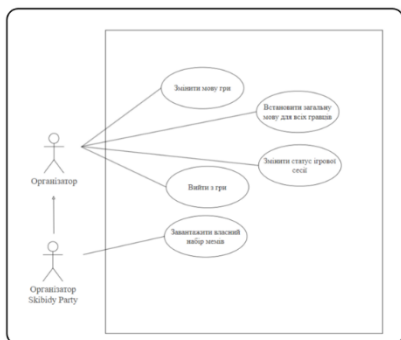 Змінити мову гри
Встановити загальну
мову для всіх гравців
Змінити статус ігрової
сесії
Організатор
Вийти з гри
Завантажити власний
набір мемів
Організатор
Skibidy Party